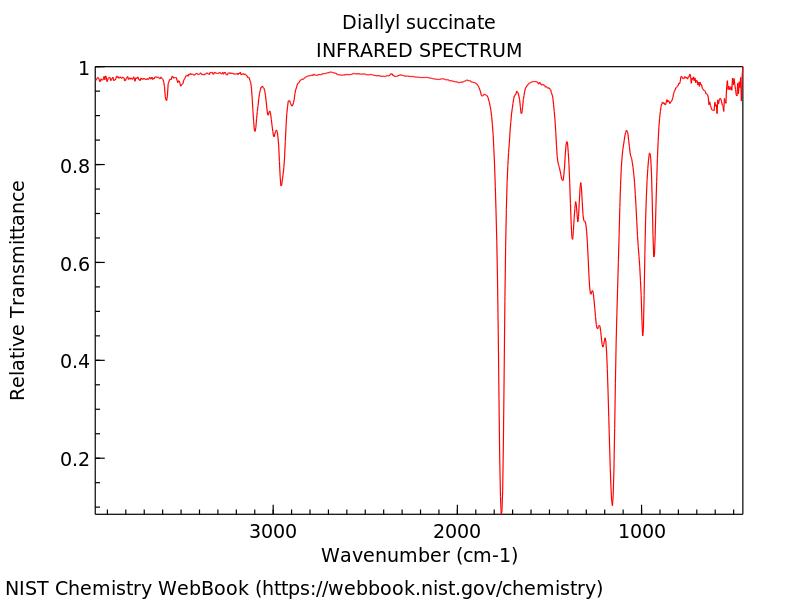 Diallyl succinate
INFRARED SPECTRUM
1
0.8
0.6
0.4
0.2
Relative Transmittance
3000 2000 1000
Wavenumber (cm-1)
NIST Chemistry WebBook (https://webbook.nist.gov/chemistry)